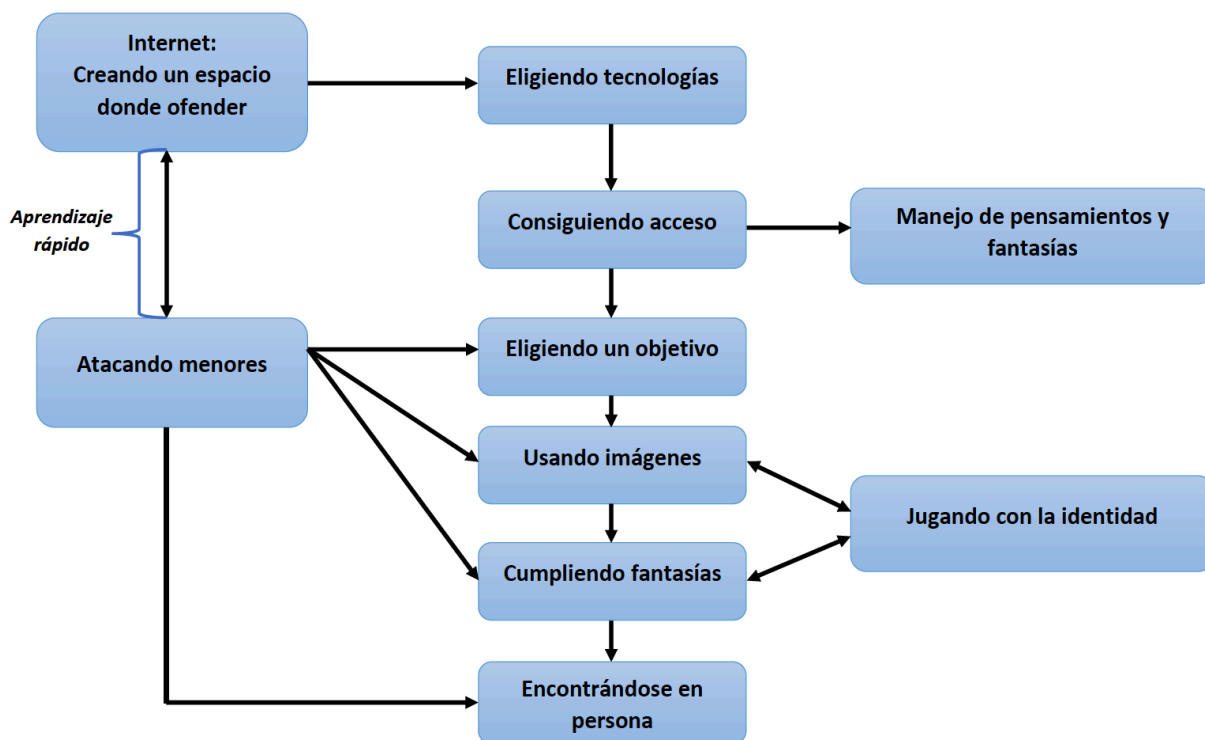 Internet:
Creando un espacio
donde ofender
Eligiendo tecnologías
Aprendizaje
rápido
Consiguiendo acceso
Manejo de pensamientos y
fantasías
Atacando menores
Eligiendo un objetivo
Usando imágenes
Jugando con la identidad
Cumpliendo fantasías
Encontrándose en
persona